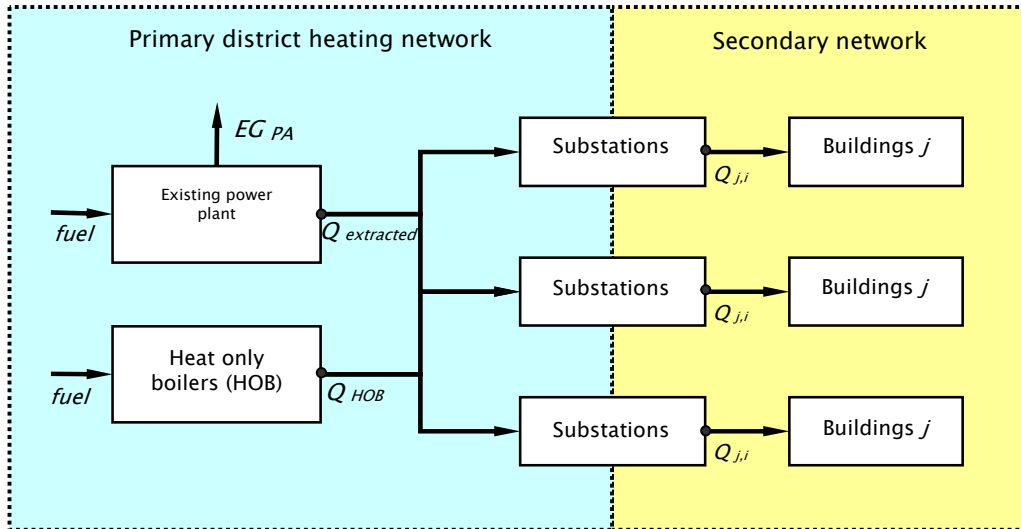 Primary district heating network
Secondary network
EG PA
Existing power
plant
fuel
Q extracted
Heat only
boilers (HOB)
fuel
Q HOB
Substations
Q j,i
Buildings j
Substations
Q j,i
Buildings j
Substations
Q j,i
Buildings j